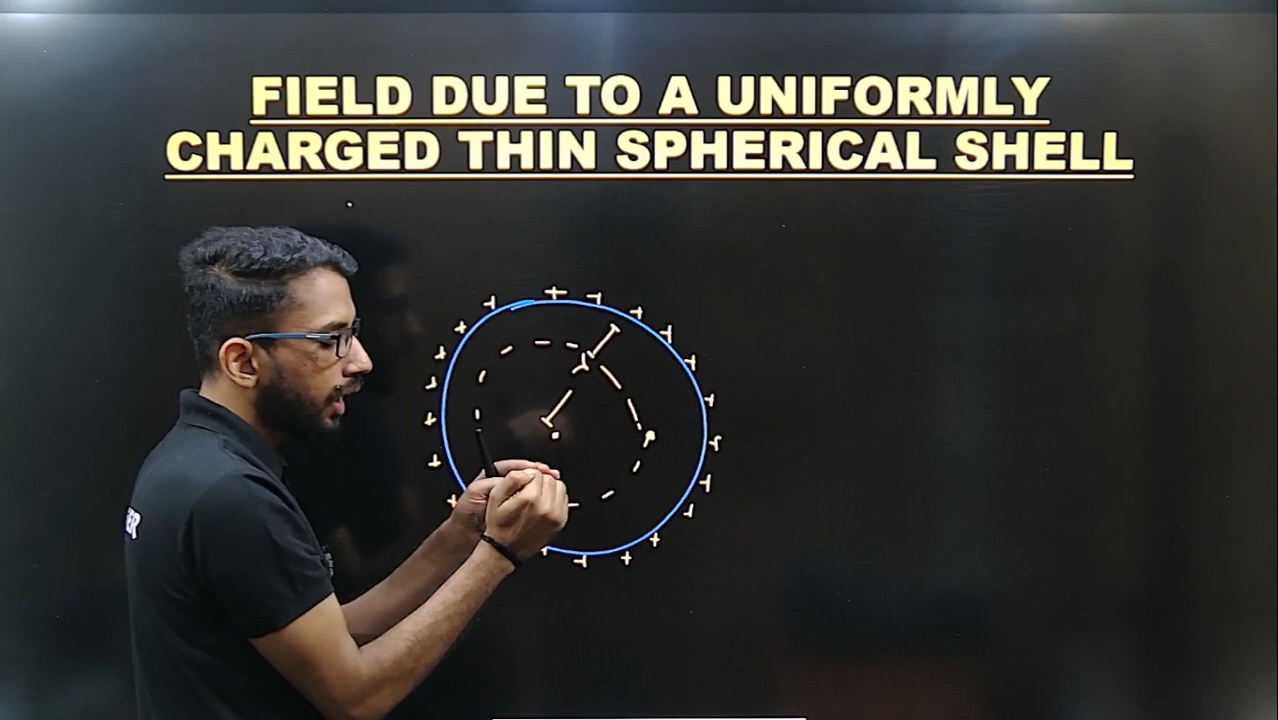 FIELD DUE TO A UNIFORMLY
CHARGED THIN SPHERICAL SHELL
r